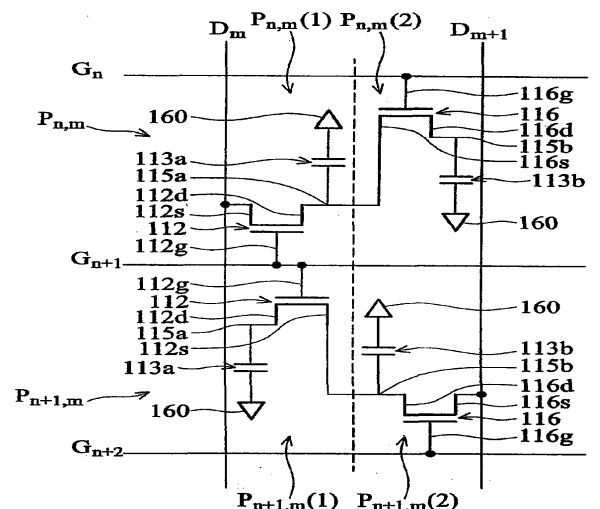 Pn,m(1) Pn,m(2)
Dm Dm+1
Gn
116g
160 116
Pn,m 116d
115b
113a 116s
115a
112d 113b
112s
112
112g 160
Gn+1
112g
112 160
112d
115a
112s 113b
113a 115b
116d
Pn+1,m 116s
160 116
116g
Gn+2
Pn+1,m(1) Pn+1,m(2)